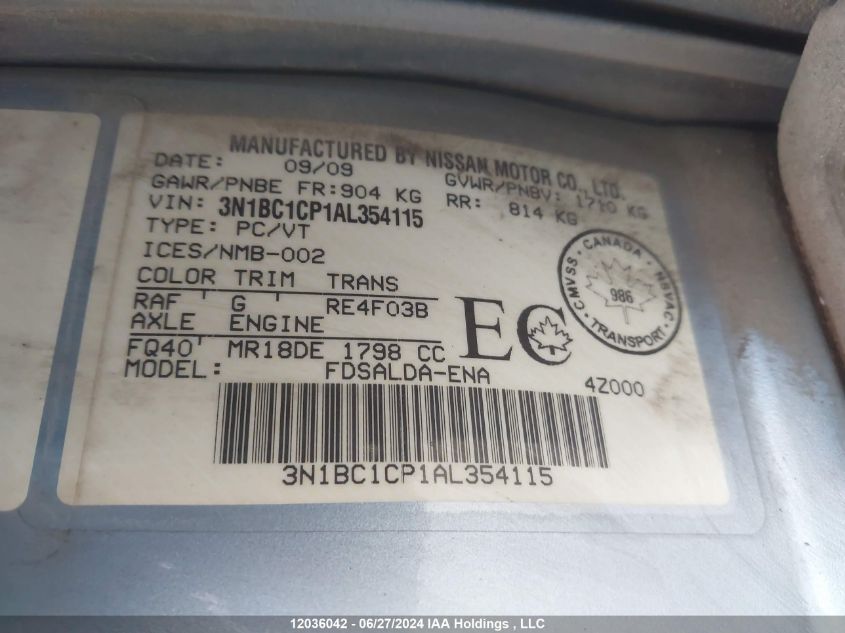 MANUFACTURED BY NISSAN MOTOR CO., LTD.
DATE: 09/09 GVWR/PNBV: 1710 KG
GAWR/PNBE FR: 904 KG RR: 814 KG
VIN: 3N1BC1CP1AL354115
TYPE: PC/VT
ICES/NMB-002
COLOR TRIM TRANS
RAF ' G ' RE4F03B
AXLE ENGINE
FQ40' MR18DE 1798 CC
MODEL: FDSALDA-ENA
4Z000
EC
CANADA
CMVSS NSVAC
986
TRANSPORT
3N1BC1CP1AL354115
12036042 - 06/27/2024 IAA Holdings , LLC